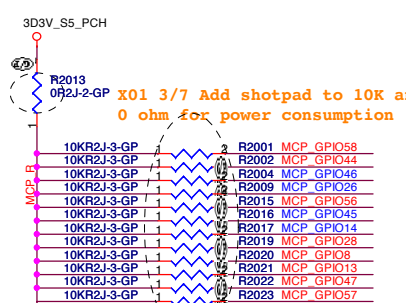 3D3V_S5_PCH
R2013
0R2J-2-GP
X01 3/7 Add shotpad to 10K
0 ohm for power consumption
1
MCP_R
10KR2J-3-GP 1 2 R2001 MCP_GPIO58
10KR2J-3-GP R2002 MCP_GPIO44
10KR2J-3-GP R2004 MCP_GPIO46
10KR2J-3-GP R2009 MCP_GPIO26
10KR2J-3-GP R2015 MCP_GPIO56
10KR2J-3-GP R2016 MCP_GPIO45
10KR2J-3-GP R2017 MCP_GPIO14
10KR2J-3-GP R2019 MCP_GPIO28
10KR2J-3-GP R2020 MCP_GPIO8
10KR2J-3-GP R2021 MCP_GPIO13
10KR2J-3-GP R2022 MCP_GPIO47
10KR2J-3-GP R2023 MCP_GPIO57